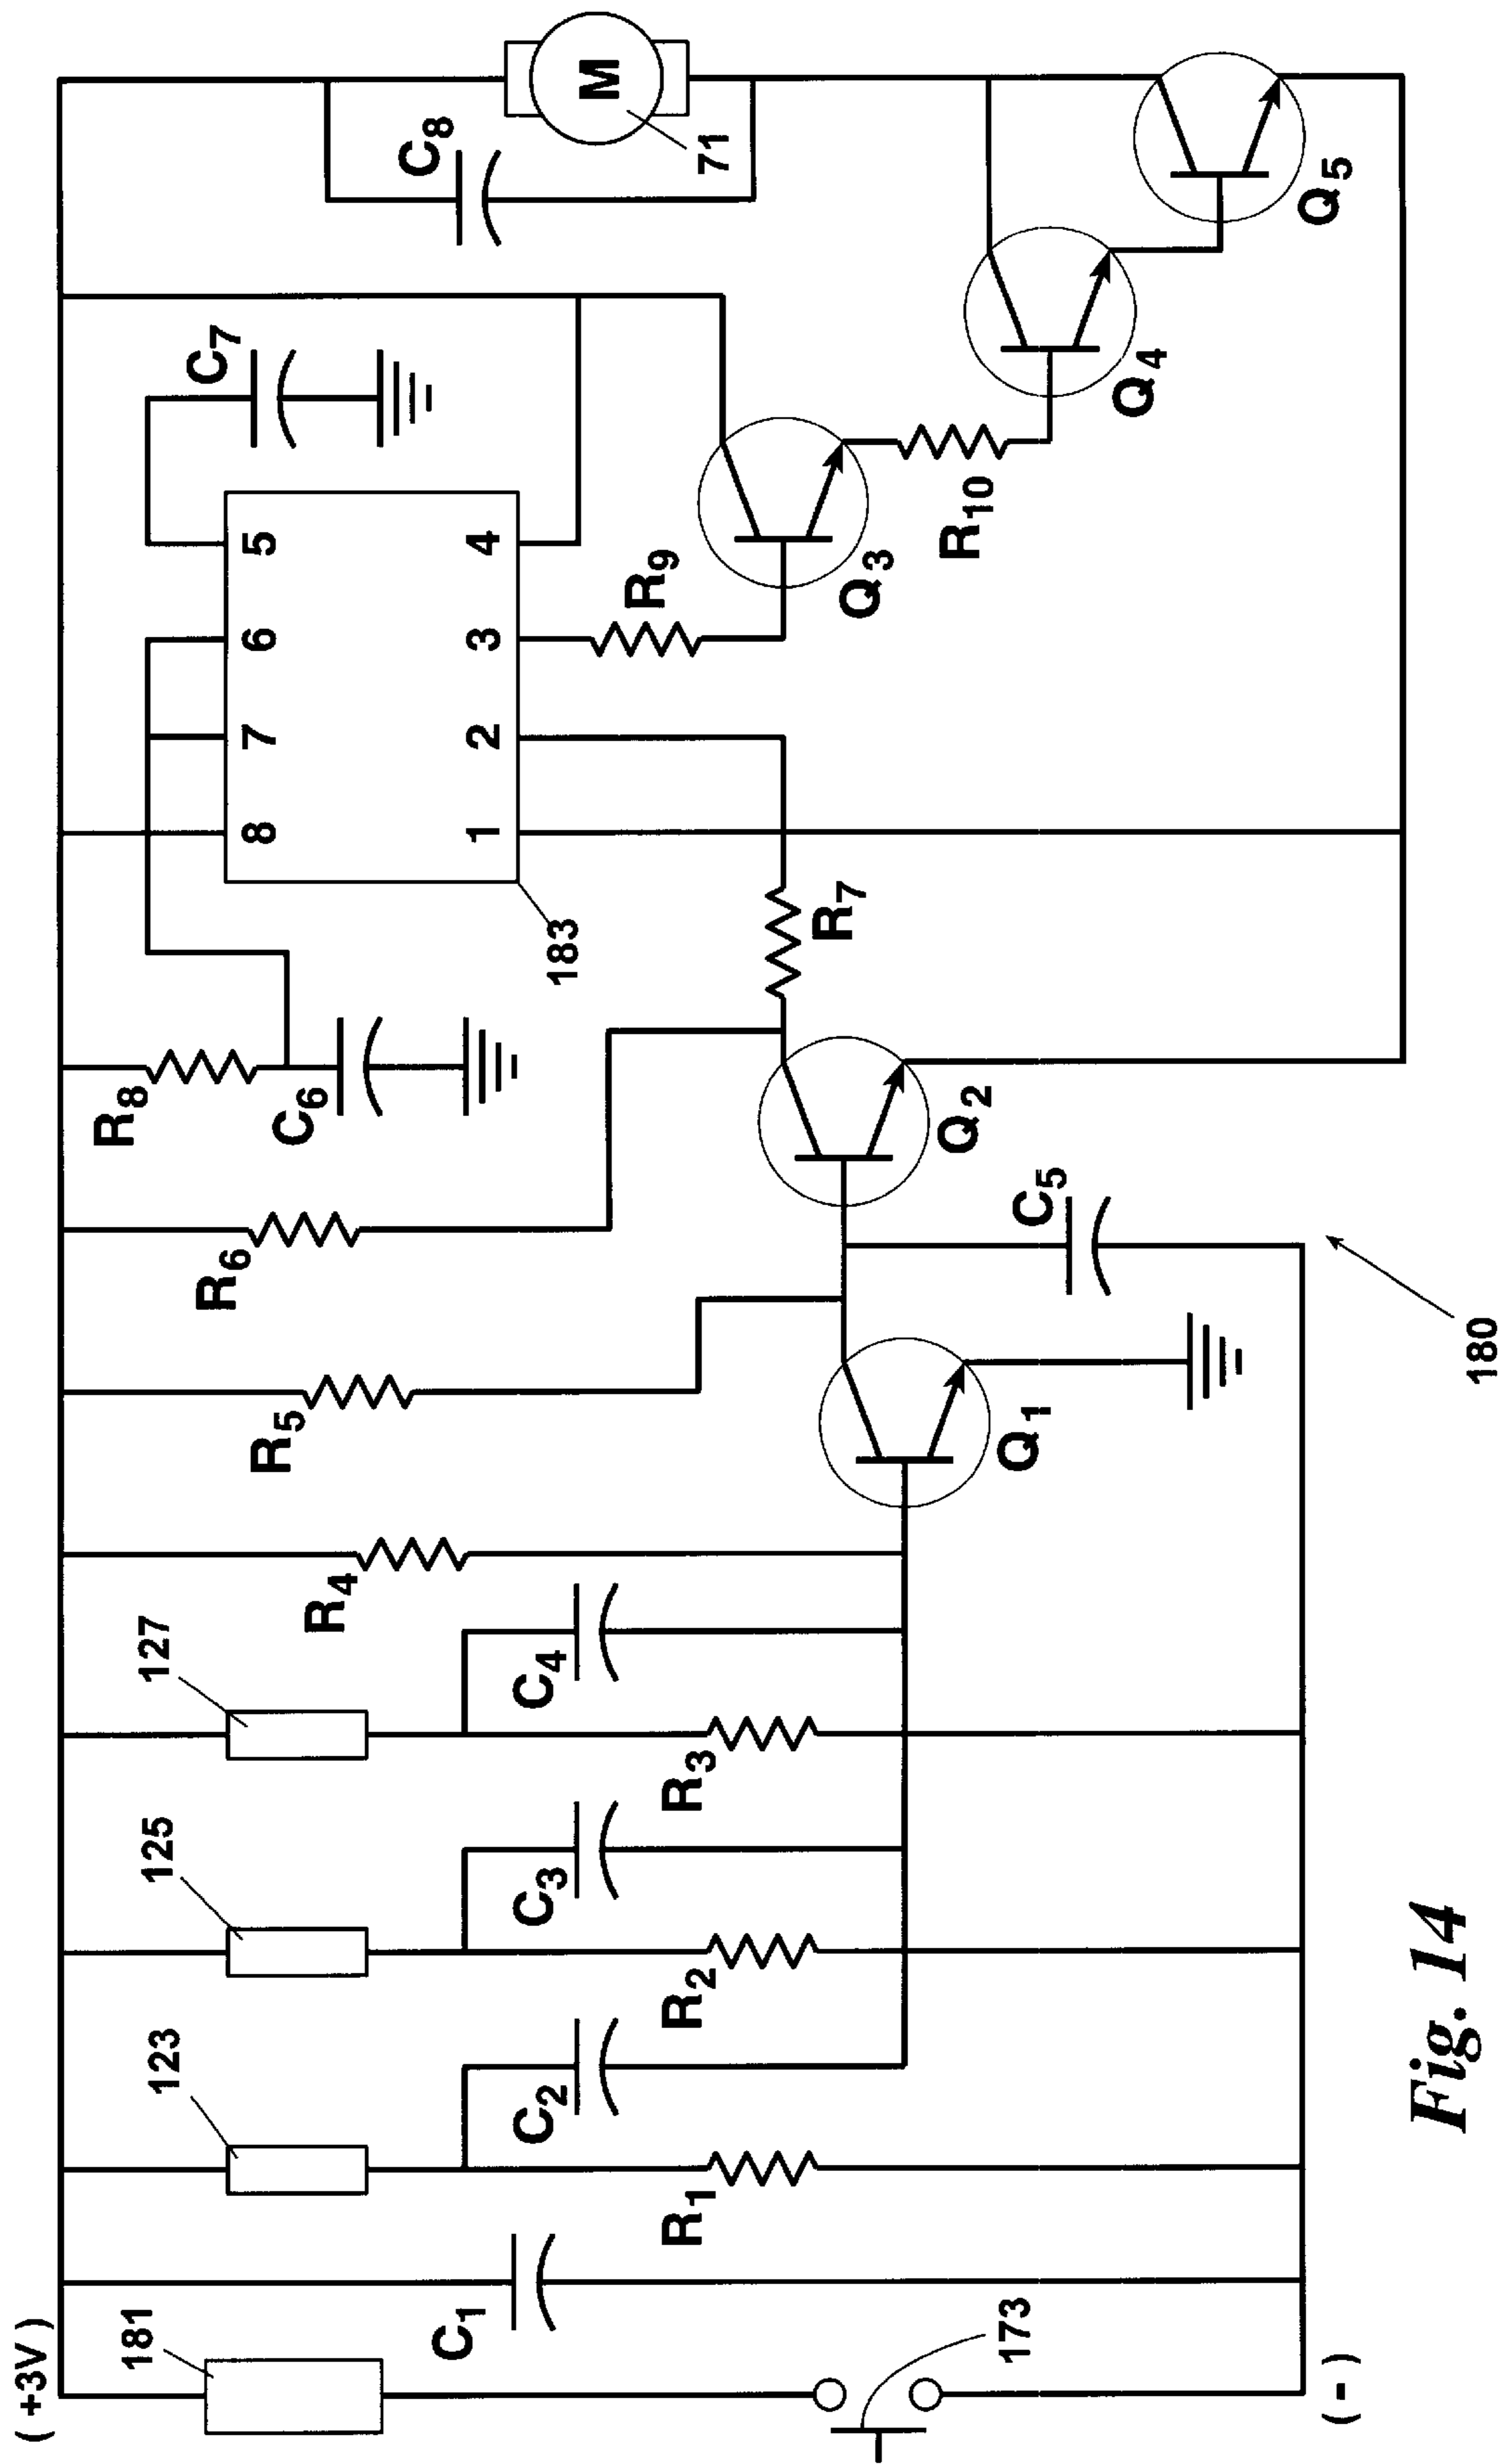 (+3V)
181
C1
173
(-)
123
C2
R1
125
C3
R2
127
C4
R3
R4
R5
Q1
C5
180
R6
Q2
R8
C6
R7
183
8 7 6 5
1 2 3 4
C7
R9
Q3
R10
Q4
Q5
C8
M
71
Fig. 14